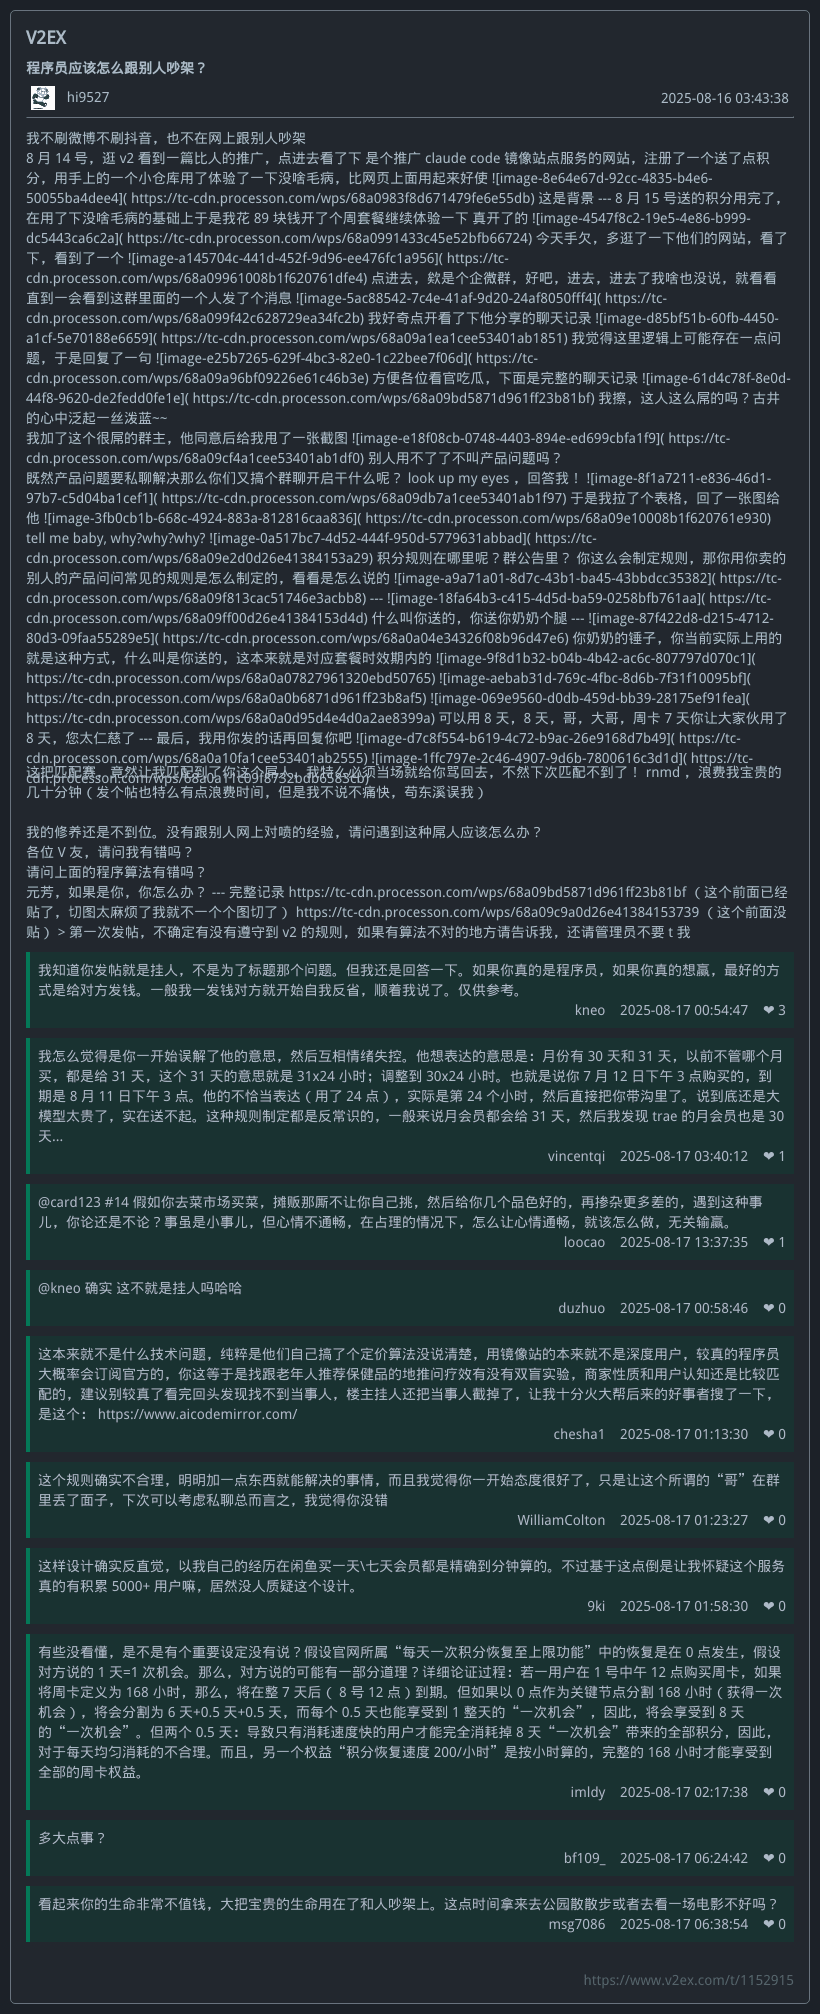 V2EX
程序员应该怎么跟别人吵架？
hi9527
2025-08-16 03:43:38
我不刷微博不刷抖音，也不在网上跟别人吵架
8 月 14 号，逛 v2 看到一篇比人的推广，点进去看了下 是个推广 claude code 镜像站点服务的网站，注册了一个送了点积
分，用手上的一个小仓库用了体验了一下没啥毛病，比网页上面用起来好使 ![image-8e64e67d-92cc-4835-b4e6-
50055ba4dee4]( https://tc-cdn.processon.com/wps/68a0983f8d671479fe6e55db) 这是背景 --- 8 月 15 号送的积分用完了，
在用了下没啥毛病的基础上于是我花 89 块钱开了个周套餐继续体验一下 真开了的 ![image-4547f8c2-19e5-4e86-b999-
dc5443ca6c2a]( https://tc-cdn.processon.com/wps/68a0991433c45e52bfb66724) 今天手欠，多逛了一下他们的网站，看了
下，看到了一个 ![image-a145704c-441d-452f-9d96-ee476fc1a956]( https://tc-
cdn.processon.com/wps/68a09961008b1f620761dfe4) 点进去，欸是个企微群，好吧，进去，进去了我啥也没说，就看看
直到一会看到这群里面的一个人发了个消息 ![image-5ac88542-7c4e-41af-9d20-24af8050fff4]( https://tc-
cdn.processon.com/wps/68a099f42c628729ea34fc2b) 我好奇点开看了下他分享的聊天记录 ![image-d85bf51b-60fb-4450-
a1cf-5e70188e6659]( https://tc-cdn.processon.com/wps/68a09a1ea1cee53401ab1851) 我觉得这里逻辑上可能存在一点问
题，于是回复了一句 ![image-e25b7265-629f-4bc3-82e0-1c22bee7f06d]( https://tc-
cdn.processon.com/wps/68a09a96bf09226e61c46b3e) 方便各位看官吃瓜，下面是完整的聊天记录 ![image-61d4c78f-8e0d-
44f8-9620-de2fedd0fe1e]( https://tc-cdn.processon.com/wps/68a09bd5871d961ff23b81bf) 我擦，这人这么屌的吗？古井
的心中泛起一丝泼蓝~~
我加了这个很屌的群主，他同意后给我甩了一张截图 ![image-e18f08cb-0748-4403-894e-ed699cbfa1f9]( https://tc-
cdn.processon.com/wps/68a09cf4a1cee53401ab1df0) 别人用不了了不叫产品问题吗？
既然产品问题要私聊解决那么你们又搞个群聊开启干什么呢？ look up my eyes ，回答我！ ![image-8f1a7211-e836-46d1-
97b7-c5d04ba1cef1]( https://tc-cdn.processon.com/wps/68a09db7a1cee53401ab1f97) 于是我拉了个表格，回了一张图给
他 ![image-3fb0cb1b-668c-4924-883a-812816caa836]( https://tc-cdn.processon.com/wps/68a09e10008b1f620761e930)
tell me baby, why?why?why? ![image-0a517bc7-4d52-444f-950d-5779631abbad]( https://tc-
cdn.processon.com/wps/68a09e2d0d26e41384153a29) 积分规则在哪里呢？群公告里？ 你这么会制定规则，那你用你卖的
别人的产品问问常见的规则是怎么制定的，看看是怎么说的 ![image-a9a71a01-8d7c-43b1-ba45-43bbdcc35382]( https://tc-
cdn.processon.com/wps/68a09f813cac51746e3acbb8) --- ![image-18fa64b3-c415-4d5d-ba59-0258bfb761aa]( https://tc-
cdn.processon.com/wps/68a09ff00d26e41384153d4d) 什么叫你送的，你送你奶奶个腿 --- ![image-87f422d8-d215-4712-
80d3-09faa55289e5]( https://tc-cdn.processon.com/wps/68a0a04e34326f08b96d47e6) 你奶奶的锤子，你当前实际上用的
就是这种方式，什么叫是你送的，这本来就是对应套餐时效期内的 ![image-9f8d1b32-b04b-4b42-ac6c-807797d070c1](
https://tc-cdn.processon.com/wps/68a0a07827961320ebd50765) ![image-aebab31d-769c-4fbc-8d6b-7f31f10095bf](
https://tc-cdn.processon.com/wps/68a0a0b6871d961ff23b8af5) ![image-069e9560-d0db-459d-bb39-28175ef91fea](
https://tc-cdn.processon.com/wps/68a0a0d95d4e4d0a2ae8399a) 可以用 8 天，8 天，哥，大哥，周卡 7 天你让大家伙用了
8 天，您太仁慈了 --- 最后，我用你发的话再回复你吧 ![image-d7c8f554-b619-4c72-b9ac-26e9168d7b49]( https://tc-
cdn.processon.com/wps/68a0a10fa1cee53401ab2555) ![image-1ffc797e-2c46-4907-9d6b-7800616c3d1d]( https://tc-
这把匹配赛，竟然让我匹配到了你这个屌人，我特么必须当场就给你骂回去，不然下次匹配不到了！ rnmd ，浪费我宝贵的
几十分钟（发个帖也特么有点浪费时间，但是我不说不痛快，苟东溪误我）
我的修养还是不到位。没有跟别人网上对喷的经验，请问遇到这种屌人应该怎么办？
各位 V 友，请问我有错吗？
请问上面的程序算法有错吗？
元芳，如果是你，你怎么办？ --- 完整记录 https://tc-cdn.processon.com/wps/68a09bd5871d961ff23b81bf （这个前面已经
贴了，切图太麻烦了我就不一个个图切了） https://tc-cdn.processon.com/wps/68a09c9a0d26e41384153739 （这个前面没
贴） > 第一次发帖，不确定有没有遵守到 v2 的规则，如果有算法不对的地方请告诉我，还请管理员不要 t 我
我知道你发帖就是挂人，不是为了标题那个问题。但我还是回答一下。如果你真的是程序员，如果你真的想赢，最好的方
式是给对方发钱。一般我一发钱对方就开始自我反省，顺着我说了。仅供参考。
kneo 2025-08-17 00:54:47 ❤ 3
我怎么觉得是你一开始误解了他的意思，然后互相情绪失控。他想表达的意思是：月份有 30 天和 31 天，以前不管哪个月
买，都是给 31 天，这个 31 天的意思就是 31x24 小时；调整到 30x24 小时。也就是说你 7 月 12 日下午 3 点购买的，到
期是 8 月 11 日下午 3 点。他的不恰当表达（用了 24 点），实际是第 24 个小时，然后直接把你带沟里了。说到底还是大
模型太贵了，实在送不起。这种规则制定都是反常识的，一般来说月会员都会给 31 天，然后我发现 trae 的月会员也是 30
天...
vincentqi 2025-08-17 03:40:12 ❤ 1
@card123 #14 假如你去菜市场买菜，摊贩那厮不让你自己挑，然后给你几个品色好的，再掺杂更多差的，遇到这种事
儿，你论还是不论？事虽是小事儿，但心情不通畅，在占理的情况下，怎么让心情通畅，就该怎么做，无关输赢。
loocao 2025-08-17 13:37:35 ❤ 1
@kneo 确实 这不就是挂人吗哈哈
duzhuo 2025-08-17 00:58:46 ❤ 0
这本来就不是什么技术问题，纯粹是他们自己搞了个定价算法没说清楚，用镜像站的本来就不是深度用户，较真的程序员
大概率会订阅官方的，你这等于是找跟老年人推荐保健品的地推问疗效有没有双盲实验，商家性质和用户认知还是比较匹
配的，建议别较真了看完回头发现找不到当事人，楼主挂人还把当事人截掉了，让我十分火大帮后来的好事者搜了一下，
是这个： https://www.aicodemirror.com/
chesha1 2025-08-17 01:13:30 ❤ 0
这个规则确实不合理，明明加一点东西就能解决的事情，而且我觉得你一开始态度很好了，只是让这个所谓的“哥”在群
里丢了面子，下次可以考虑私聊总而言之，我觉得你没错
WilliamColton 2025-08-17 01:23:27 ❤ 0
这样设计确实反直觉，以我自己的经历在闲鱼买一天\七天会员都是精确到分钟算的。不过基于这点倒是让我怀疑这个服务
真的有积累 5000+ 用户嘛，居然没人质疑这个设计。
9ki 2025-08-17 01:58:30 ❤ 0
有些没看懂，是不是有个重要设定没有说？假设官网所属“每天一次积分恢复至上限功能”中的恢复是在 0 点发生，假设
对方说的 1 天=1 次机会。那么，对方说的可能有一部分道理？详细论证过程：若一用户在 1 号中午 12 点购买周卡，如果
将周卡定义为 168 小时，那么，将在整 7 天后（ 8 号 12 点）到期。但如果以 0 点作为关键节点分割 168 小时（获得一次
机会），将会分割为 6 天+0.5 天+0.5 天，而每个 0.5 天也能享受到 1 整天的“一次机会”，因此，将会享受到 8 天
的“一次机会”。但两个 0.5 天：导致只有消耗速度快的用户才能完全消耗掉 8 天“一次机会”带来的全部积分，因此，
对于每天均匀消耗的不合理。而且，另一个权益“积分恢复速度 200/小时”是按小时算的，完整的 168 小时才能享受到
全部的周卡权益。
imldy 2025-08-17 02:17:38 ❤ 0
多大点事？
bf109_ 2025-08-17 06:24:42 ❤ 0
看起来你的生命非常不值钱，大把宝贵的生命用在了和人吵架上。这点时间拿来去公园散散步或者去看一场电影不好吗？
msg7086 2025-08-17 06:38:54 ❤ 0
https://www.v2ex.com/t/1152915